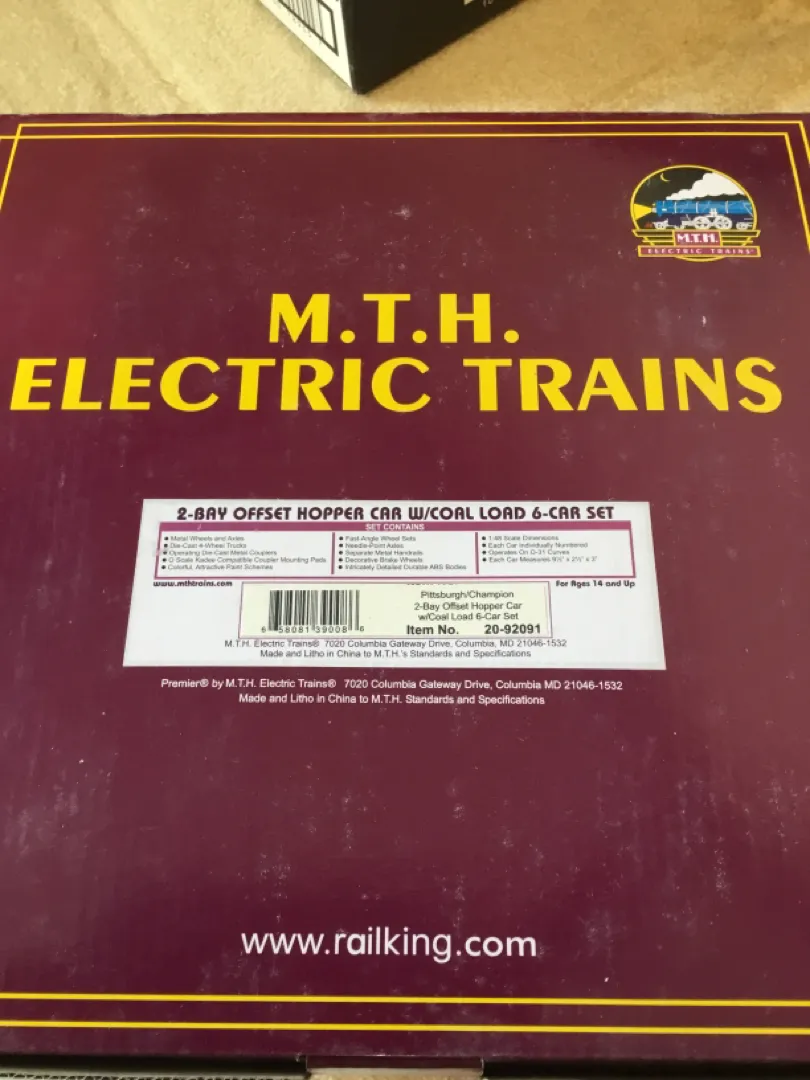 M.T.H.
ELECTRIC TRAINS
M.T.H.
ELECTRIC TRAINS
2-BAY OFFSET HOPPER CAR W/COAL LOAD 6-CAR SET
SET CONTAINS
• Metal Wheels and Axles
• Die-Cast 4-Wheel Trucks
• Operating Die-Cast Metal Couplers
• O Scale Kadee-Compatible Coupler Mounting Pads
• Colorful, Attractive Paint Schemes
• Fast-Angle Wheel Sets
• Needle-Point Axles
• Separate Metal Handrails
• Decorative Brake Wheels
• Intricately Detailed Durable ABS Bodies
• 1:48 Scale Dimensions
• Each Car Individually Numbered
• Operates On O-31 Curves
• Each Car Measures
www.mthtrains.com
For Ages 14 and Up
Pittsburgh/Champion
2-Bay Offset Hopper Car
w/Coal Load 6-Car Set
Item No. 20-92091
6 58081 39008 6
M.T.H. Electric Trains® 7020 Columbia Gateway Drive, Columbia, MD 21046-1532
Made and Litho in China to M.T.H.'s Standards and Specifications
Premier® by M.T.H. Electric Trains® 7020 Columbia Gateway Drive, Columbia MD 21046-1532
Made and Litho in China to M.T.H. Standards and Specifications
www.railking.com